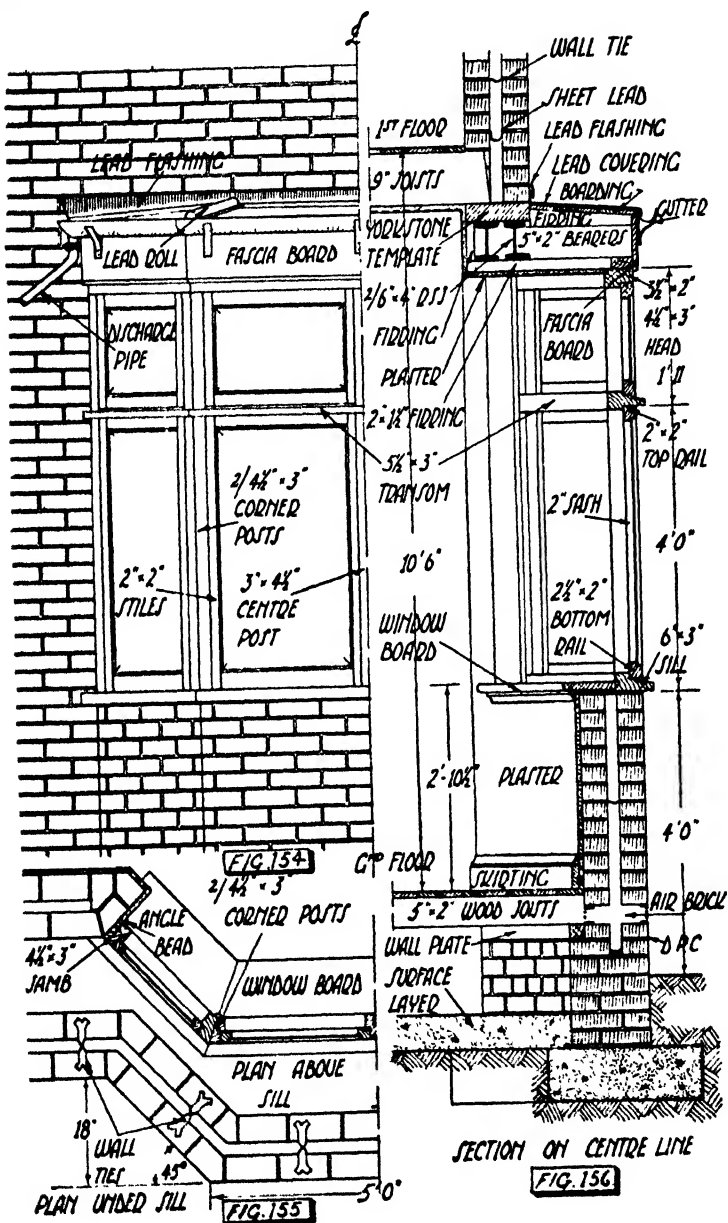 ℄
WALL TIE
SHEET LEAD
1ST FLOOR
LEAD FLASHING
LEAD FLASHING
9" JOISTS
LEAD COVERING
BOARDING
GUTTER
YORKSTONE
TEMPLATE
FIRRING
5"×2" BEARERS
LEAD ROLL
FASCIA BOARD
2/6"×4" RSJ
3½"×2"
4½"×3"
HEAD
FASCIA
BOARD
DISCHARGE
PIPE
FIRRING
PLASTER
1'11
2"×1½" FIRRING
2"×2"
TOP RAIL
5½"×3"
TRANSOM
2/4½"×3"
CORNER
POSTS
2" SASH
4'0"
10'6"
2"×2"
STILES
3"×4½"
CENTRE
POST
2½"×2"
BOTTOM
RAIL
WINDOW
BOARD
6"×3"
SILL
2'-10½"
PLASTER
4'0"
FIG. 154
GND FLOOR
SKIRTING
2/4½"×3"
CORNER POSTS
5"×2" WOOD JOISTS
AIR BRICK
ANGLE
BEAD
4½"×3"
JAMB
WALL PLATE
D.P.C
WINDOW BOARD
SURFACE
LAYER
PLAN ABOVE
SILL
18"
WALL
TIES
45°
SECTION ON CENTRE LINE
5'0"
FIG. 156
PLAN UNDER SILL
FIG. 155